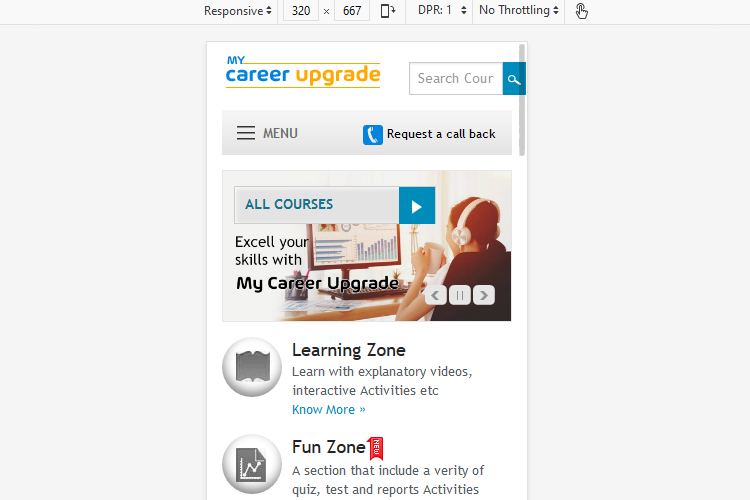 Responsive 320 × 667 DPR: 1 No Throttling
MY
career upgrade
Search Cour
MENU Request a call back
ALL COURSES
Excell your
skills with
My Career Upgrade
Learning Zone
Learn with explanatory videos,
interactive Activities etc
Know More »
Fun Zone NEW
A section that include a verity of
quiz, test and reports Activities